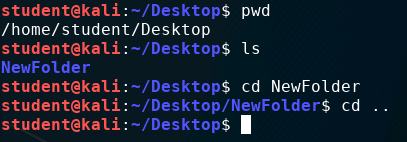 student@kali:~/Desktop$ pwd
/home/student/Desktop
student@kali:~/Desktop$ ls
NewFolder
student@kali:~/Desktop$ cd NewFolder
student@kali:~/Desktop/NewFolder$ cd ..
student@kali:~/Desktop$